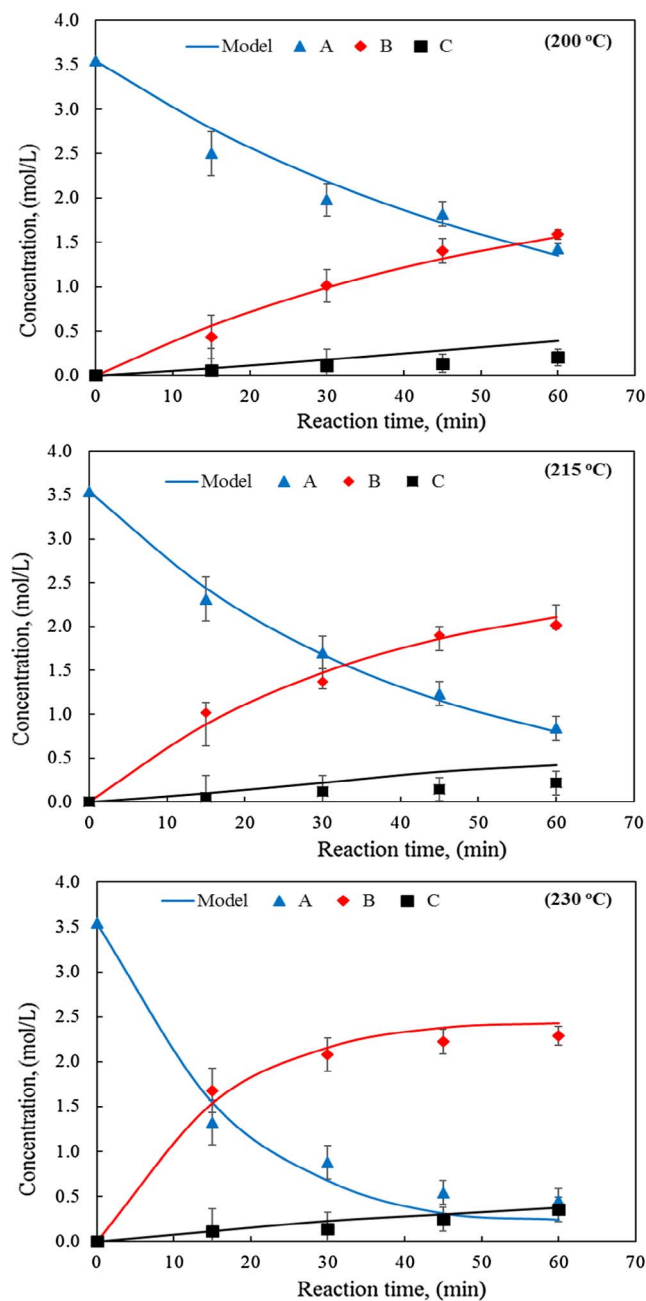 Model A B C (200 °C)
4.0
3.5
3.0
2.5
2.0
1.5
1.0
0.5
0.0
Concentration, (mol/L)
0 10 20 30 40 50 60 70
Reaction time, (min)
Model A B C (215 °C)
4.0
3.5
3.0
2.5
2.0
1.5
1.0
0.5
0.0
Concentration, (mol/L)
0 10 20 30 40 50 60 70
Reaction time, (min)
Model A B C (230 °C)
4.0
3.5
3.0
2.5
2.0
1.5
1.0
0.5
0.0
Concentration, (mol/L)
0 10 20 30 40 50 60 70
Reaction time, (min)